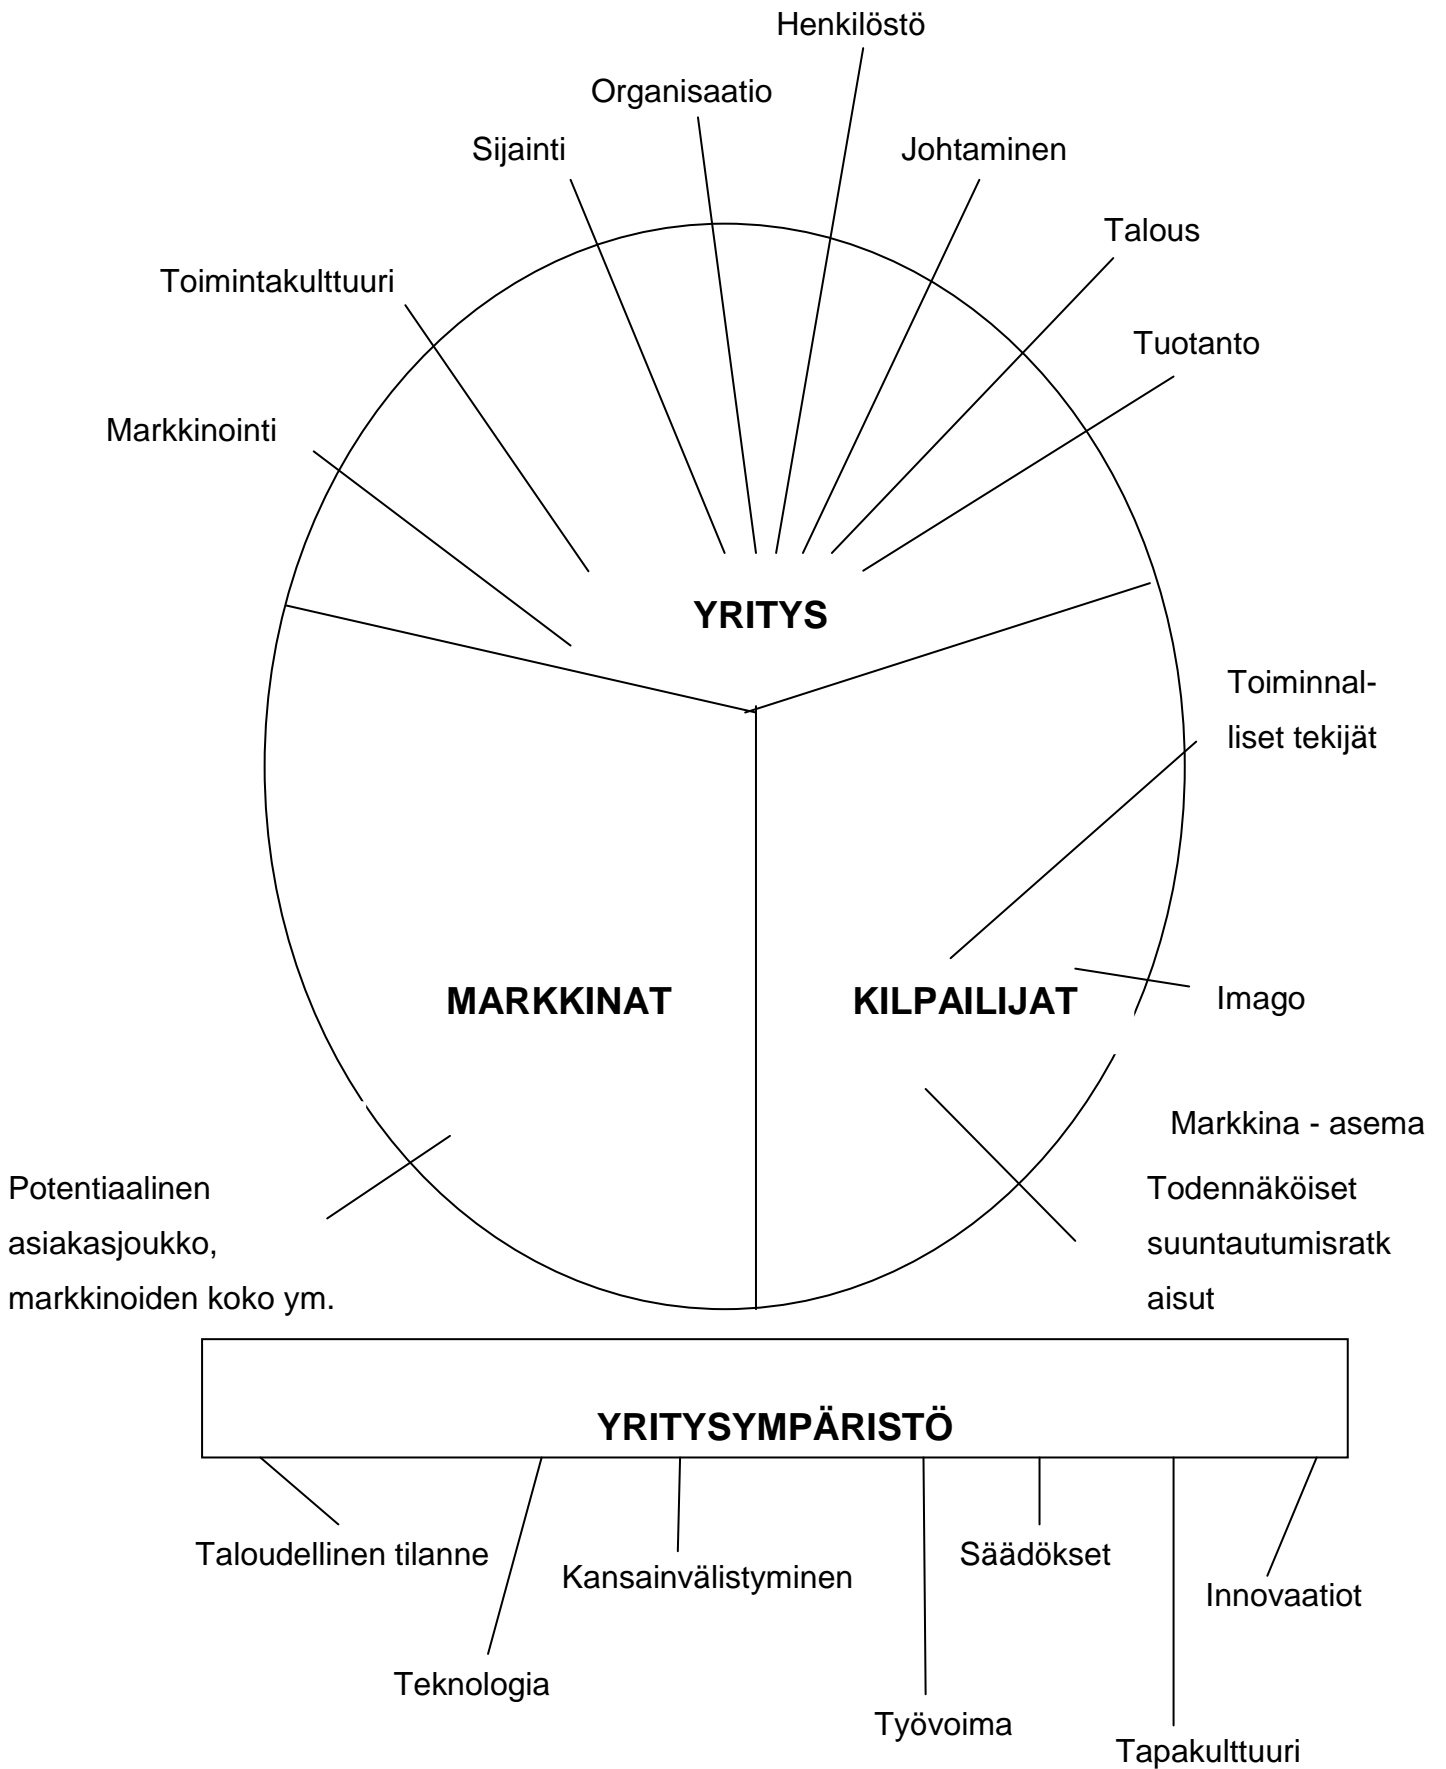 Henkilöstö
Organisaatio
Sijainti
Johtaminen
Talous
Toimintakulttuuri
Tuotanto
Markkinointi
YRITYS
Toiminnal-
liset tekijät
MARKKINAT
KILPAILIJAT
Imago
Markkina - asema
Potentiaalinen
asiakasjoukko,
markkinoiden koko ym.
Todennäköiset
suuntautumisratk
aisut
YRITYSYMPÄRISTÖ
Taloudellinen tilanne
Kansainvälistyminen
Säädökset
Innovaatiot
Teknologia
Työvoima
Tapakulttuuri